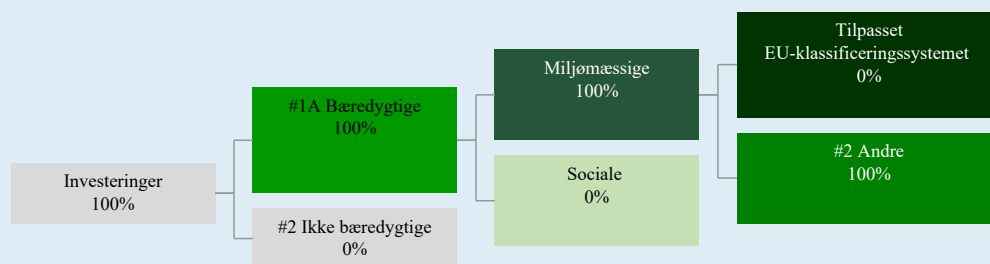 Investeringer
100%
#1A Bæredygtige
100%
#2 Ikke bæredygtige
0%
Miljømæssige
100%
Sociale
0%
Tilpasset
EU-klassificeringssystemet
0%
#2 Andre
100%